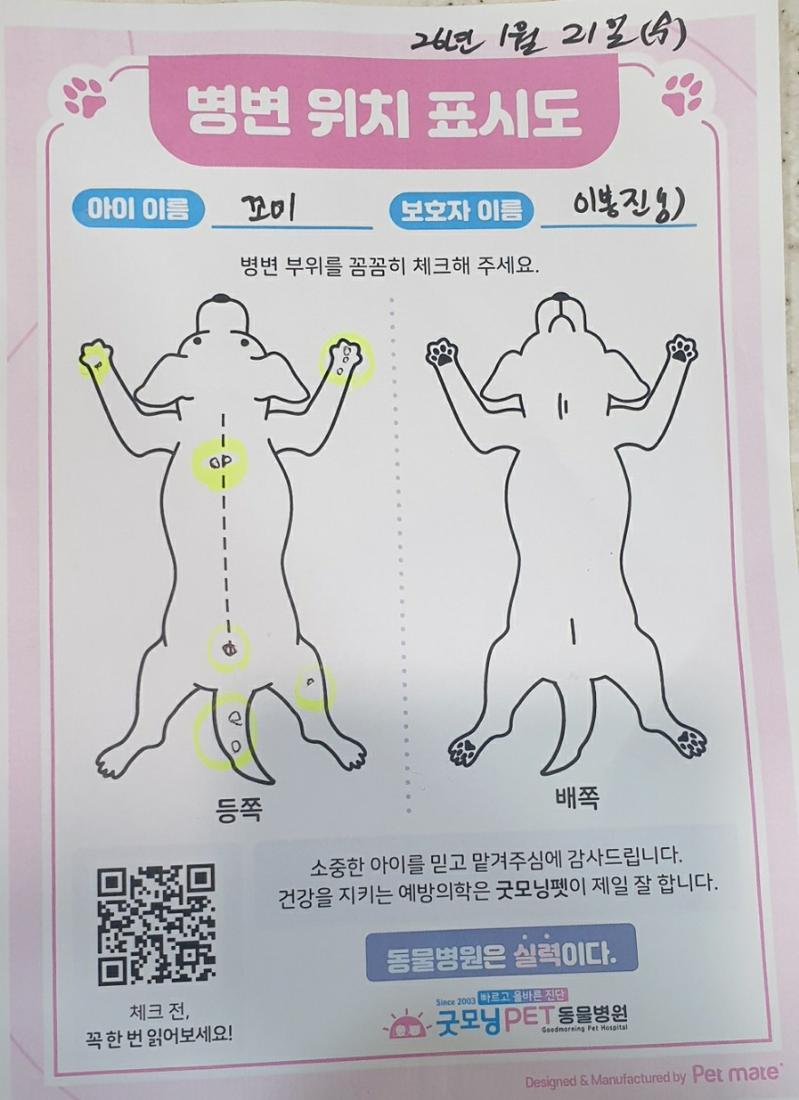 26년 1월 21일(수)
병변 위치 표시도
아이 이름 꼬미 보호자 이름
병변 부위를 꼼꼼히 체크해 주세요.
등쪽
배쪽
소중한 아이를 믿고 맡겨주심에 감사드립니다.
건강을 지키는 예방의학은 굿모닝펫이 제일 잘 합니다.
동물병원은 실력이다.
체크 전,
꼭 한 번 읽어보세요!
Since 2003 빠르고 올바른 진단
굿모닝PET동물병원
Goodmorning Pet Hospital
Designed & Manufactured by Pet mate